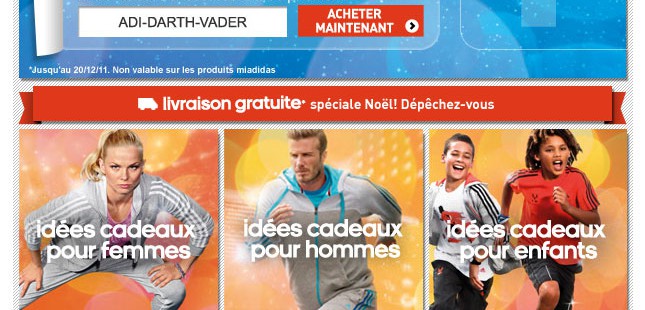 ADI-DARTH-VADER
ACHETER
MAINTENANT
*Jusqu'au 20/12/11. Non valable sur les produits miadidas
livraison gratuite* spéciale Noël! Dépêchez-vous
idées cadeaux
pour femmes
idées cadeaux
pour hommes
idées cadeaux
pour enfants